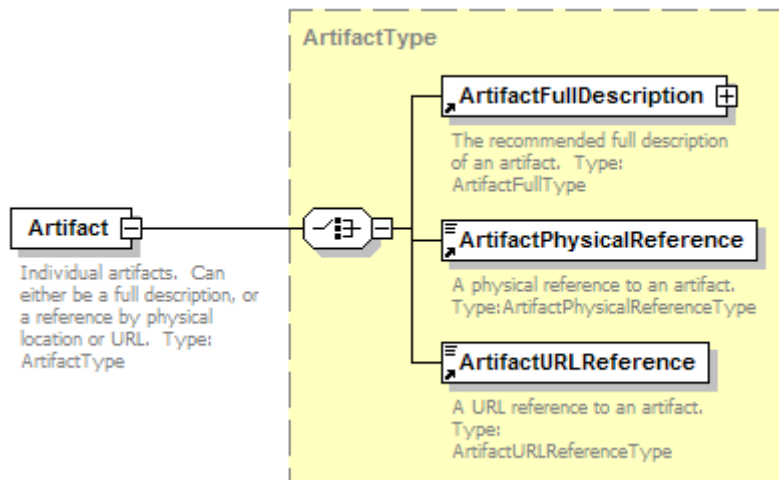 ArtifactType
ArtifactFullDescription
The recommended full description
of an artifact. Type:
ArtifactFullType
Artifact
Individual artifacts. Can
either be a full description, or
a reference by physical
location or URL. Type:
ArtifactType
ArtifactPhysicalReference
A physical reference to an artifact.
Type:ArtifactPhysicalReferenceType
ArtifactURLReference
A URL reference to an artifact.
Type:
ArtifactURLReferenceType